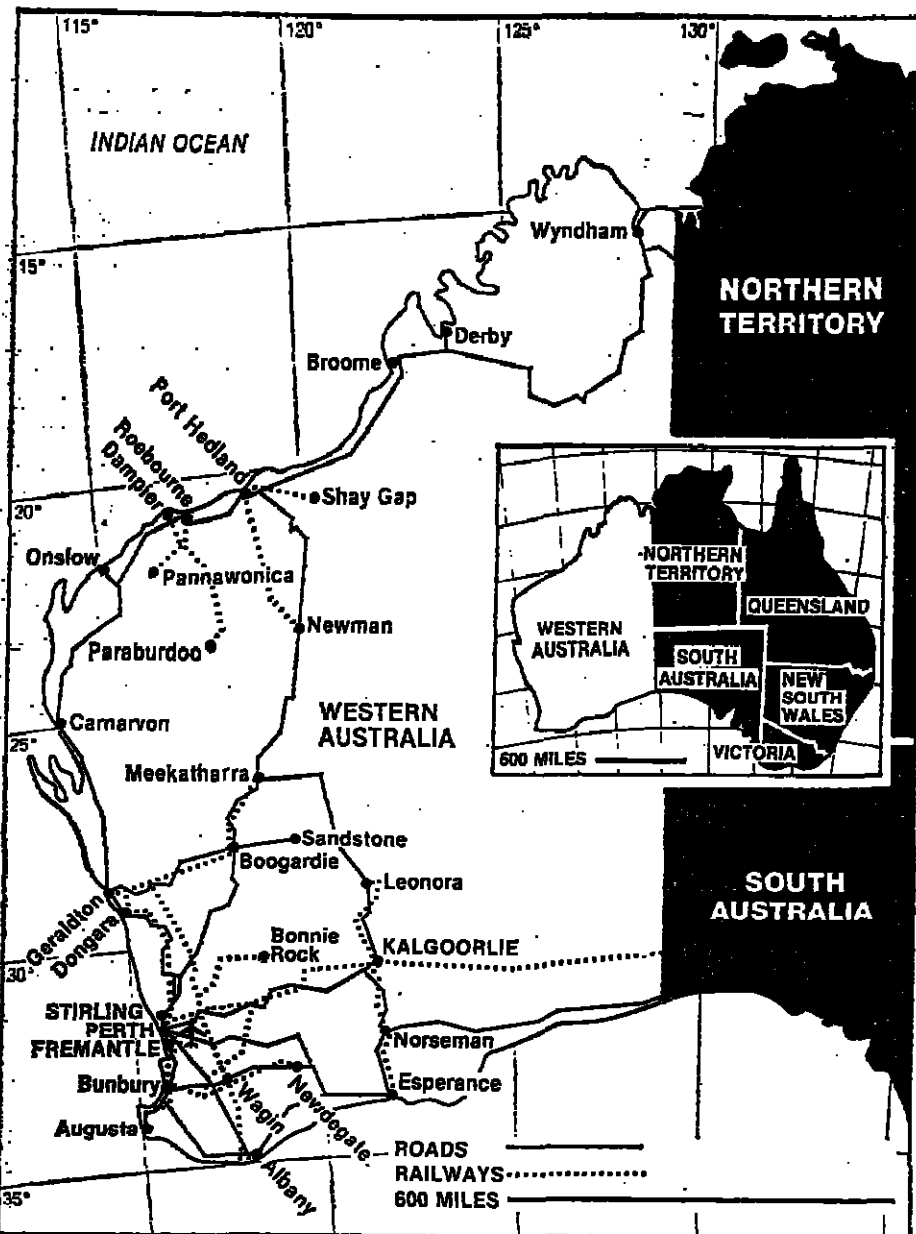 115°
120°
125°
130°
INDIAN OCEAN
15°
Wyndham
NORTHERN
TERRITORY
Derby
Broome
Port Hedland
Roebourne
Dampier
Shay Gap
20°
Onslow
Pannawonica
Newman
Paraburdoo
NORTHERN
TERRITORY
QUEENSLAND
WESTERN
AUSTRALIA
SOUTH
AUSTRALIA
NEW
SOUTH
WALES
VICTORIA
600 MILES
Carnarvon
WESTERN
AUSTRALIA
25°
Meekatharra
Sandstone
Boogardie
Leonora
SOUTH
AUSTRALIA
Geraldton
Dongara
Bonnie
Rock
KALGOORLIE
30°
STIRLING
PERTH
FREMANTLE
Norseman
Bunbury
Esperance
Wagin
Newdegate
Augusta
Albany
ROADS
RAILWAYS
600 MILES
35°